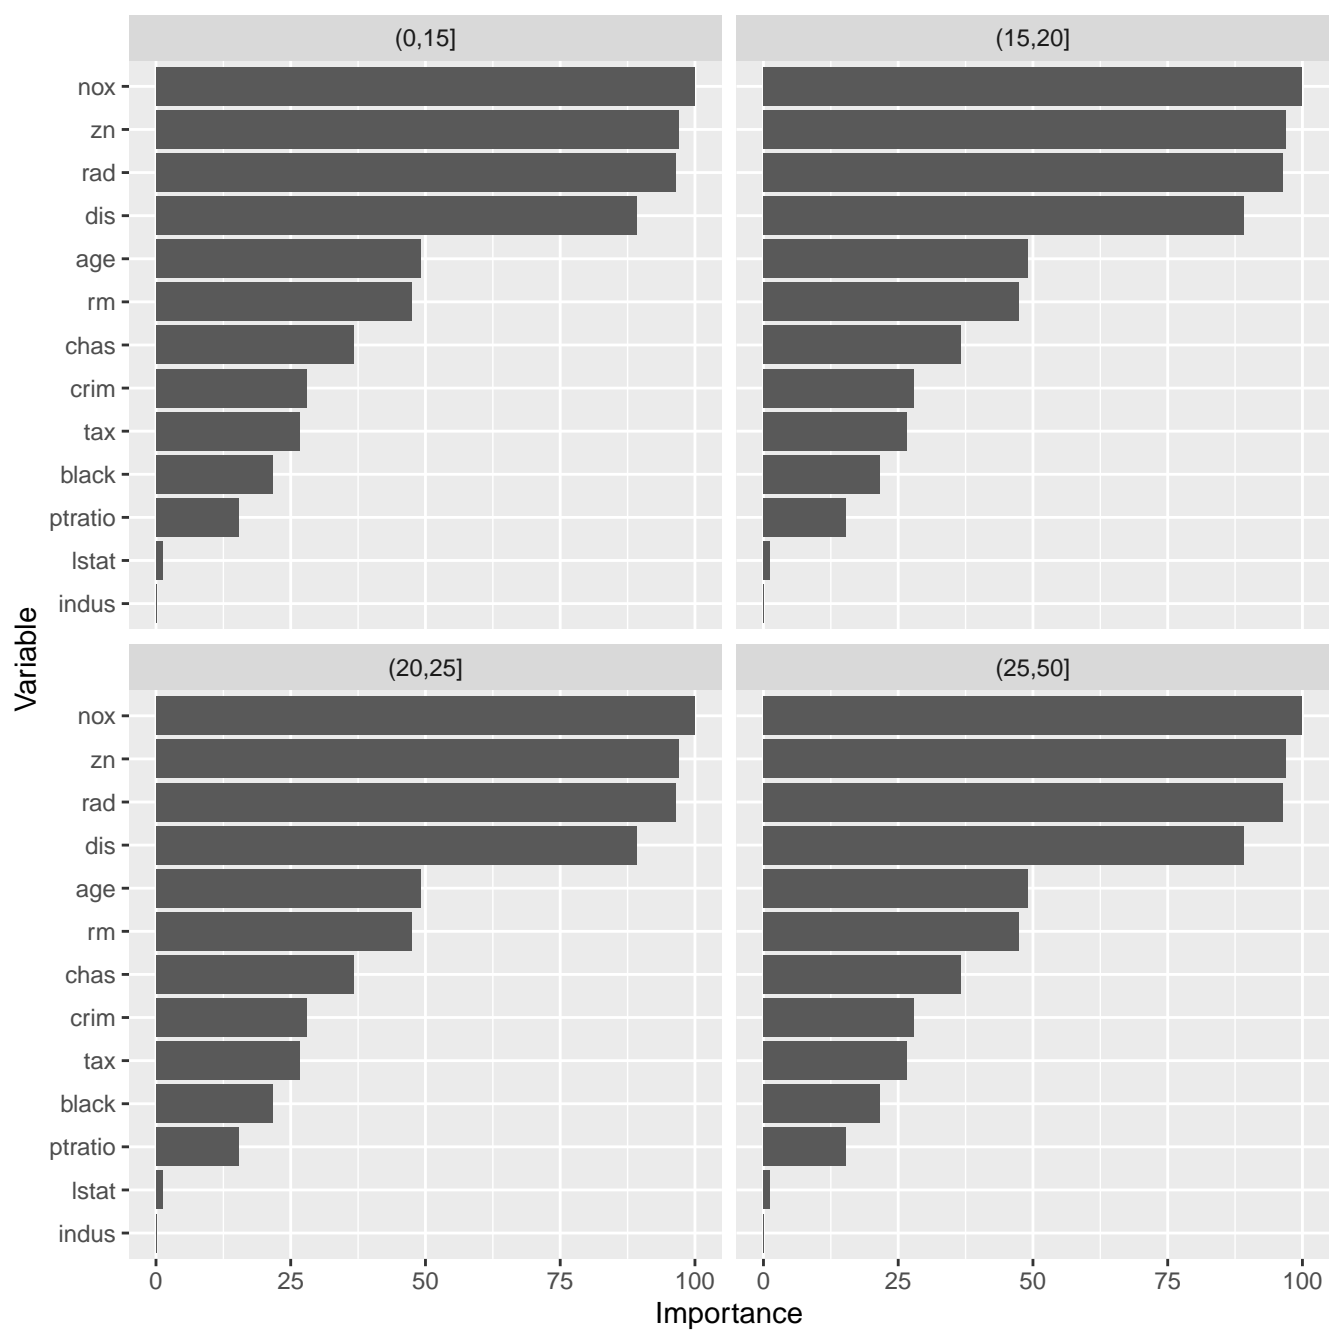 (0,15]
(15,20]
nox
zn
rad
dis
age
rm
chas
crim
tax
black
ptratio
lstat
indus
Variable
(20,25]
(25,50]
nox
zn
rad
dis
age
rm
chas
crim
tax
black
ptratio
lstat
indus
0 25 50 75 100 0 25 50 75 100
Importance